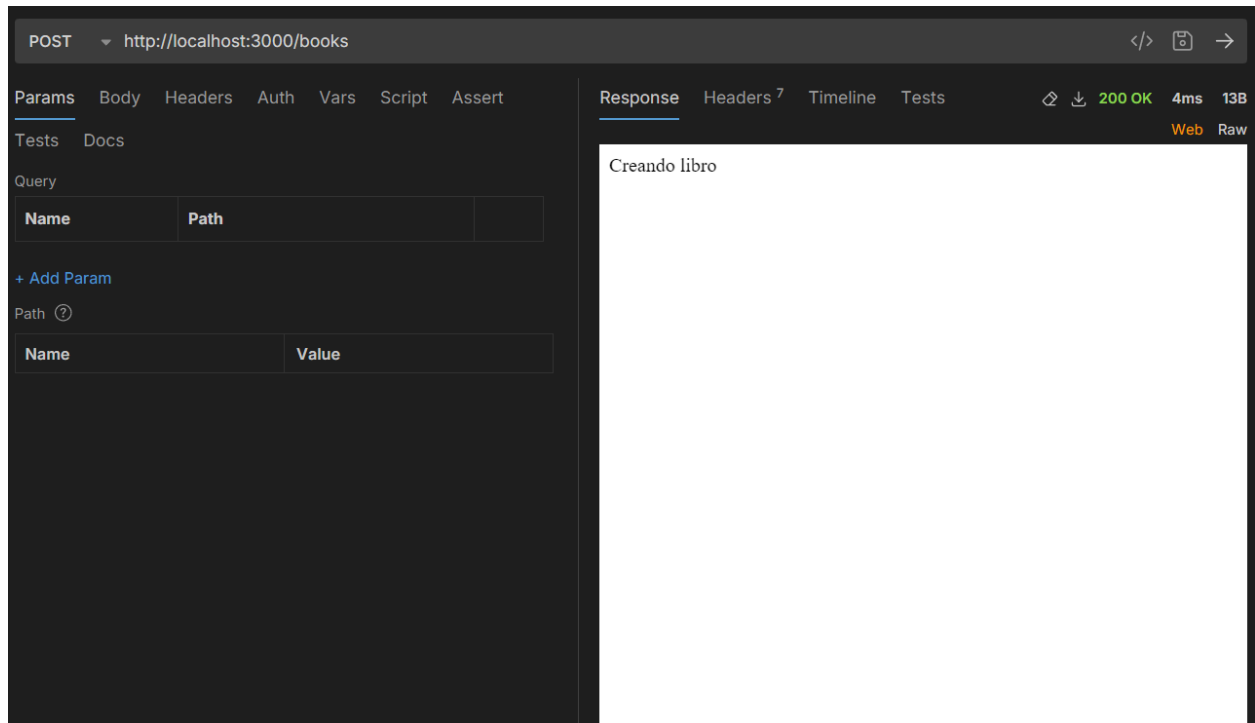 POST http://localhost:3000/books </>
Params Body Headers Auth Vars Script Assert
Tests Docs
Query
Name Path
+ Add Param
Path ?
Name Value
Response Headers 7 Timeline Tests 200 OK 4ms 13B
Web Raw
Creando libro